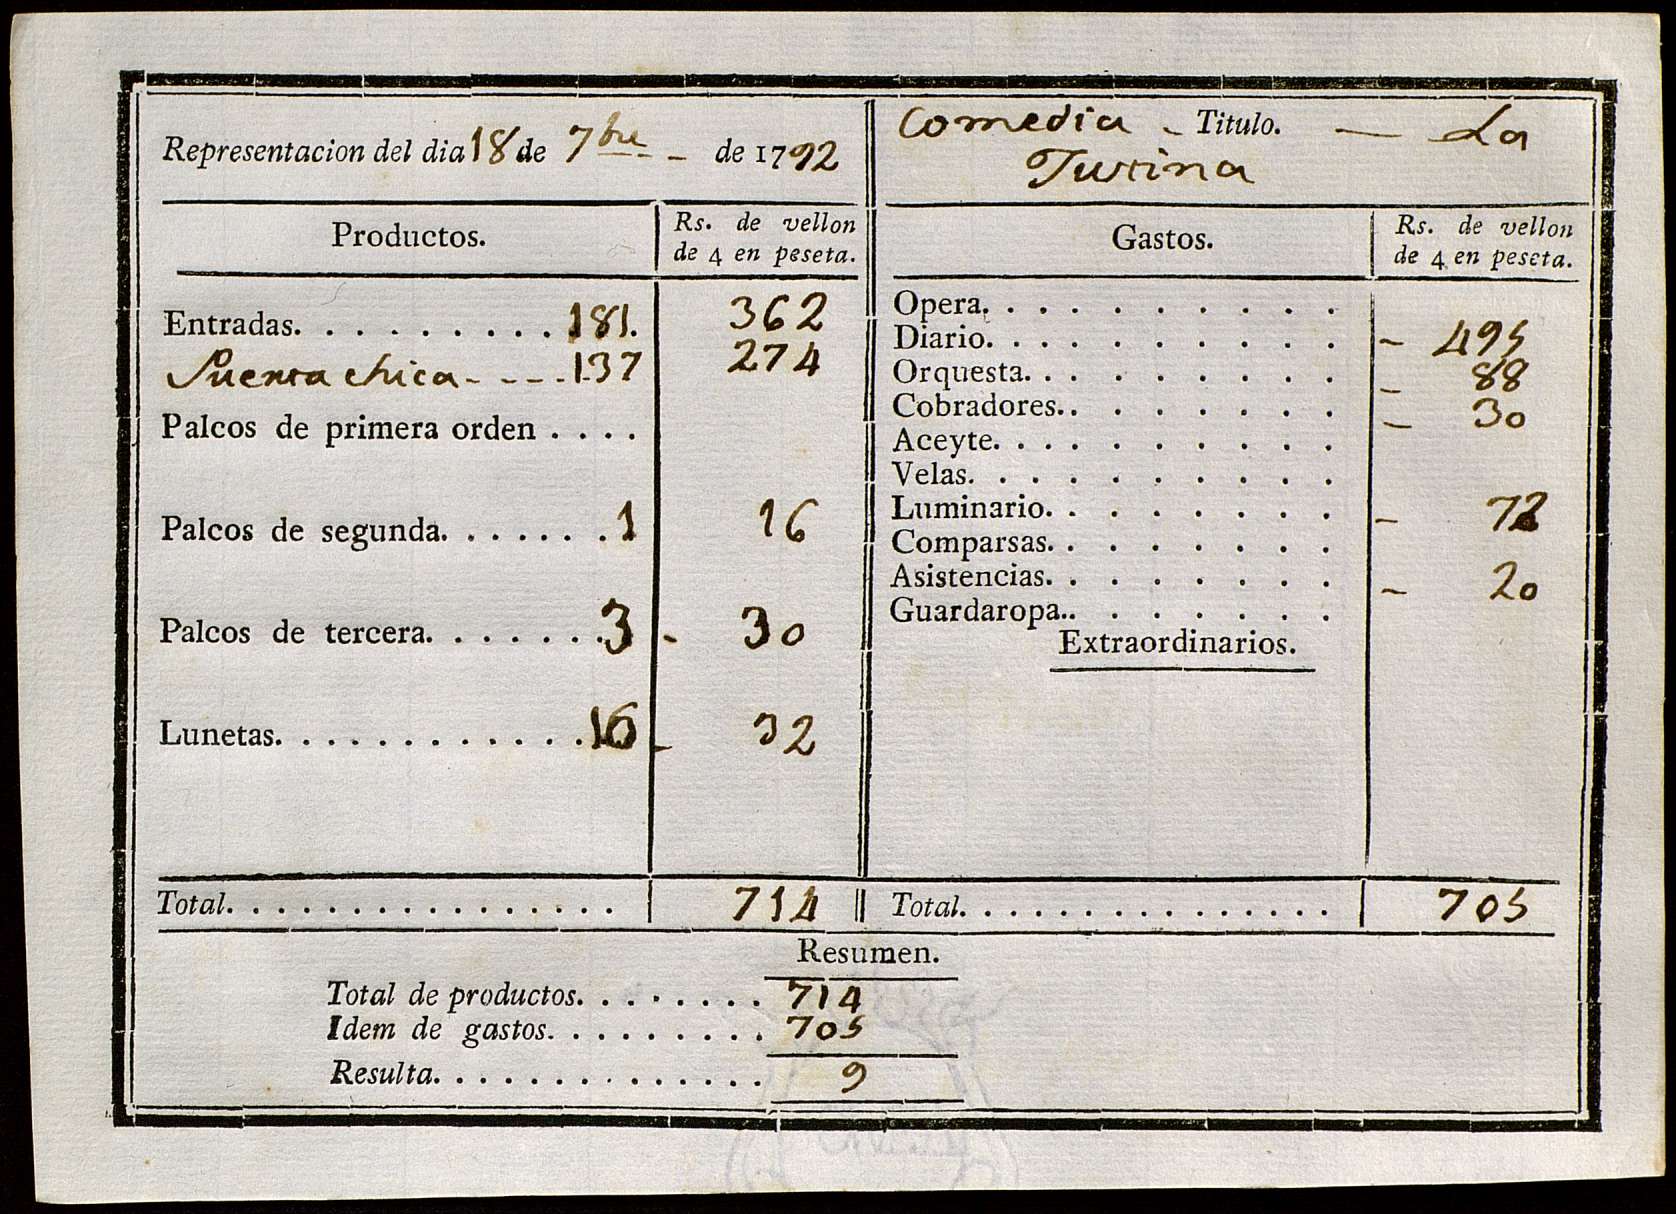 Representacion del dia 18 de 7bre - de 1792
Comedia - Titulo. - La
Productos.
Rs. de vellon
de 4 en peseta.
Entradas. 181. 362
Puerta chica - - - - 137 274
Palcos de primera orden
Palcos de segunda. 1 16
Palcos de tercera. 3 - 30
Lunetas. 16 - 32
Total. 714
Gastos.
Rs. de vellon
de 4 en peseta.
Opera.
Diario. - 495
Orquesta. - 88
Cobradores. - 30
Aceyte.
Velas.
Luminario. - 72
Comparsas.
Asistencias. - 20
Guardaropa.
Extraordinarios.
Total. 705
Resumen.
Total de productos. 714
Idem de gastos. 705
Resulta. 9